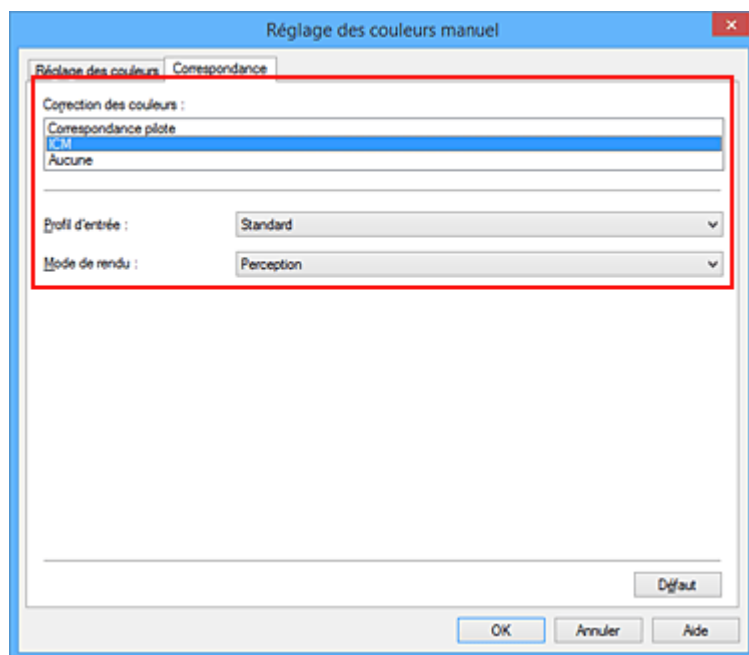 Réglage des couleurs manuel
Réglage des couleurs Correspondance
Correction des couleurs :
Correspondance pilote
ICM
Aucune
Profil d'entrée : Standard
Mode de rendu : Perception
Défaut
OK Annuler Aide